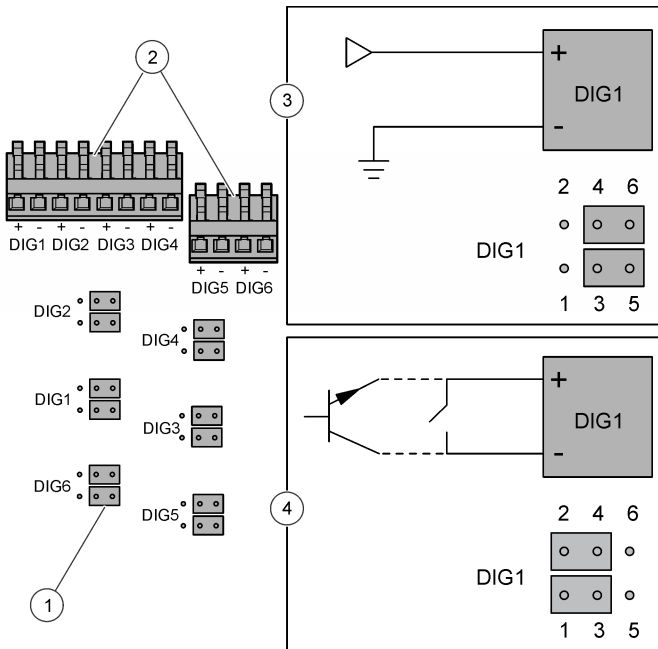 2
+ - + - + - + -
DIG1 DIG2 DIG3 DIG4
+ - + -
DIG5 DIG6
DIG2
DIG4
DIG1
DIG3
DIG6
DIG5
1
3
+
DIG1
-
2 4 6
DIG1
1 3 5
4
+
DIG1
-
2 4 6
DIG1
1 3 5